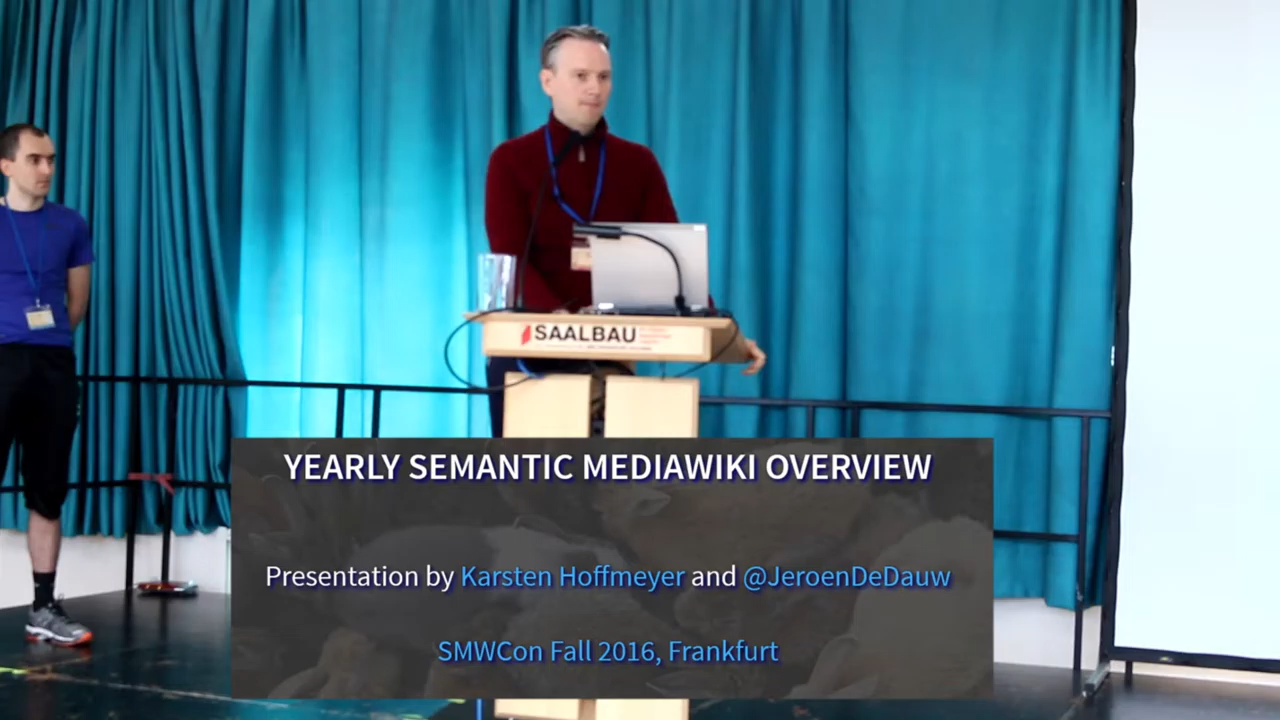 SAALBAU
YEARLY SEMANTIC MEDIAWIKI OVERVIEW
Presentation by Karsten Hoffmeyer and @JeroenDeDauw
SMWCon Fall 2016, Frankfurt